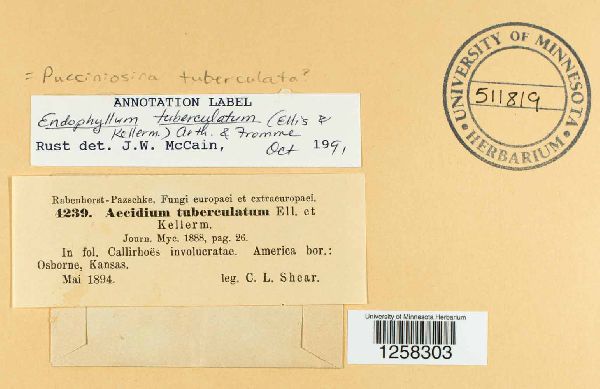 = Pucciniosira tuberculata?
ANNOTATION LABEL
Endophyllum tuberculatum (Ellis &
Kellerm.) Arth. & Fromme
Rust det. J.W. McCain, Oct 1991
UNIVERSITY OF MINNESOTA
511819
HERBARIUM
Rabenhorst-Pazschke, Fungi europaei et extraeuropaei.
4239. Aecidium tuberculatum Ell. et
Kellerm.
Journ. Myc. 1888, pag. 26.
In fol. Callirhoës involucratae. America bor.:
Osborne, Kansas.
Mai 1894. leg. C. L. Shear.
University of Minnesota Herbarium
1258303